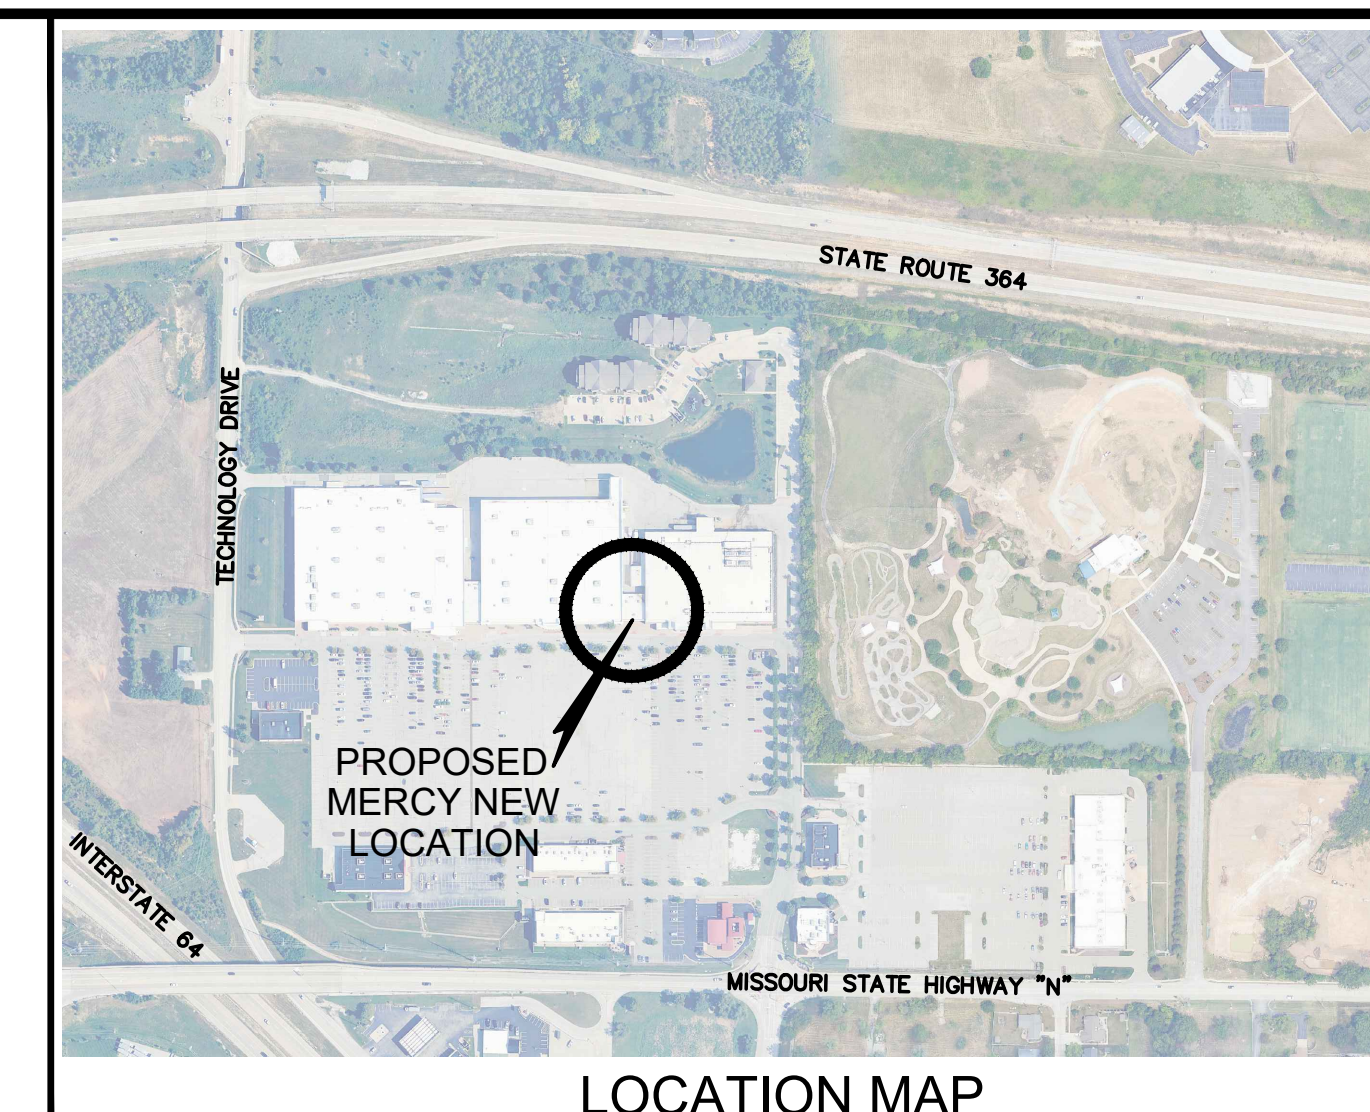 STATE ROUTE 364
TECHNOLOGY DRIVE
PROPOSED
MERCY NEW
LOCATION
INTERSTATE 64
MISSOURI STATE HIGHWAY "N"
LOCATION MAP